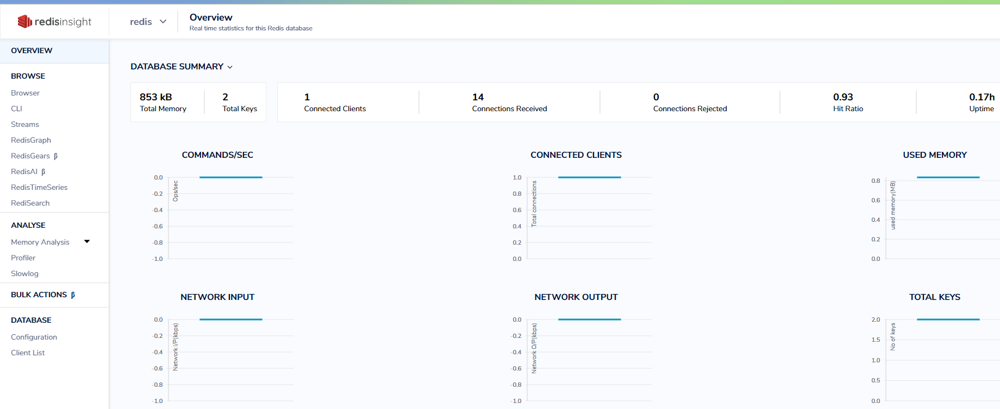 redisinsight
redis
Overview
Real time statistics for this Redis database
OVERVIEW
BROWSE
Browser
CLI
Streams
RedisGraph
RedisGears β
RedisAI β
RedisTimeSeries
RediSearch
ANALYSE
Memory Analysis
Profiler
Slowlog
BULK ACTIONS β
DATABASE
Configuration
Client List
DATABASE SUMMARY
853 kB
Total Memory
2
Total Keys
1
Connected Clients
14
Connections Received
0
Connections Rejected
0.93
Hit Ratio
0.17h
Uptime
COMMANDS/SEC
0.0
-0.2
-0.4
-0.6
-0.8
-1.0
Ops/sec
CONNECTED CLIENTS
1.0
0.8
0.6
0.4
0.2
0.0
Total connections
USED MEMORY
0.8
0.6
0.4
0.2
0.0
used memory(MB)
NETWORK INPUT
0.0
-0.2
-0.4
-0.6
-0.8
-1.0
Network I/P(kbps)
NETWORK OUTPUT
0.0
-0.2
-0.4
-0.6
-0.8
-1.0
Network O/P(kbps)
TOTAL KEYS
2.0
1.5
1.0
0.5
0.0
No of keys